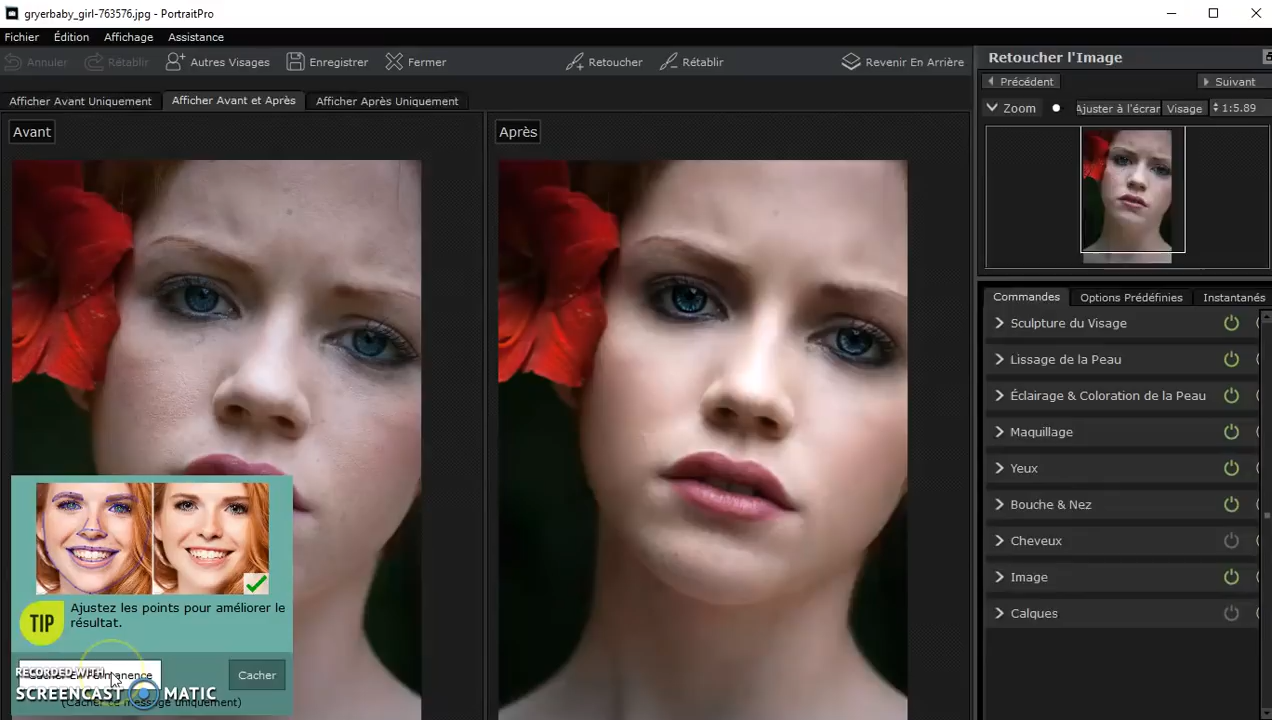 gryerbaby_girl-763576.jpg - PortraitPro
Fichier Édition Affichage Assistance
Annuler Rétablir Autres Visages Enregistrer Fermer Retoucher Rétablir Revenir En Arrière
Afficher Avant Uniquement Afficher Avant et Après Afficher Après Uniquement
Avant
Après
Ajustez les points pour améliorer le
résultat.
TIP
Cacher
RECORDED WITH
SCREENCAST MATIC
(Cacher ce message uniquement)
Retoucher l'Image
Précédent Suivant
Zoom Ajuster à l'écran Visage 1:5.89
Commandes Options Prédéfinies Instantanés
Sculpture du Visage
Lissage de la Peau
Éclairage & Coloration de la Peau
Maquillage
Yeux
Bouche & Nez
Cheveux
Image
Calques